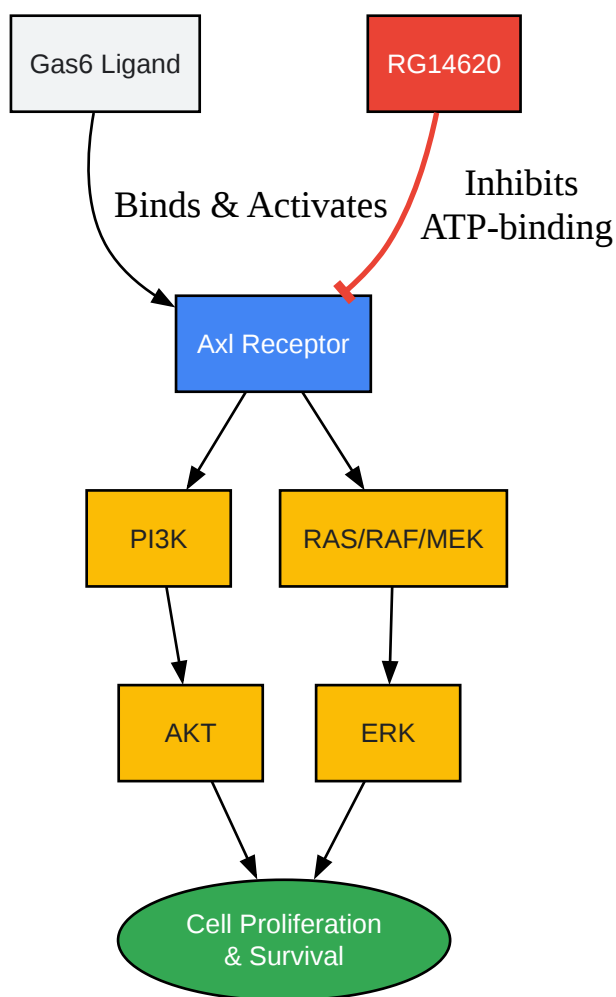 Gas6 Ligand
RG14620
Binds & Activates
Inhibits
ATP-binding
Axl Receptor
PI3K
RAS/RAF/MEK
AKT
ERK
Cell Proliferation
& Survival